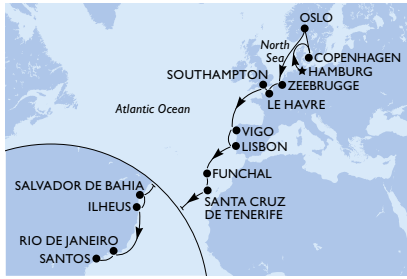 OSLO
North
Sea
COPENHAGEN
HAMBURG
SOUTHAMPTON
ZEEBRUGGE
LE HAVRE
Atlantic Ocean
VIGO
LISBON
FUNCHAL
SALVADOR DE BAHIA
SANTA CRUZ
DE TENERIFE
ILHEUS
RIO DE JANEIRO
SANTOS